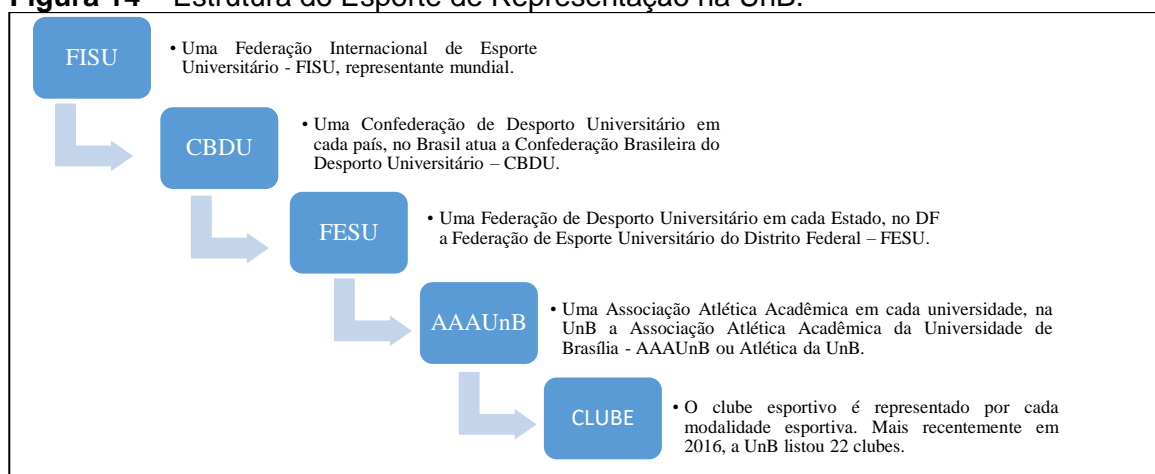 Figura 14 – Estrutura do Esporte de Representação na UnB.
FISU
• Uma Federação Internacional de Esporte
Universitário - FISU, representante mundial.
CBDU
• Uma Confederação de Desporto Universitário em
cada país, no Brasil atua a Confederação Brasileira do
Desporto Universitário – CBDU.
FESU
• Uma Federação de Desporto Universitário em cada Estado, no DF
a Federação de Esporte Universitário do Distrito Federal – FESU.
AAAUnB
• Uma Associação Atlética Acadêmica em cada universidade, na
UnB a Associação Atlética Acadêmica da Universidade de
Brasília - AAAUnB ou Atlética da UnB.
CLUBE
• O clube esportivo é representado por cada
modalidade esportiva. Mais recentemente em
2016, a UnB listou 22 clubes.